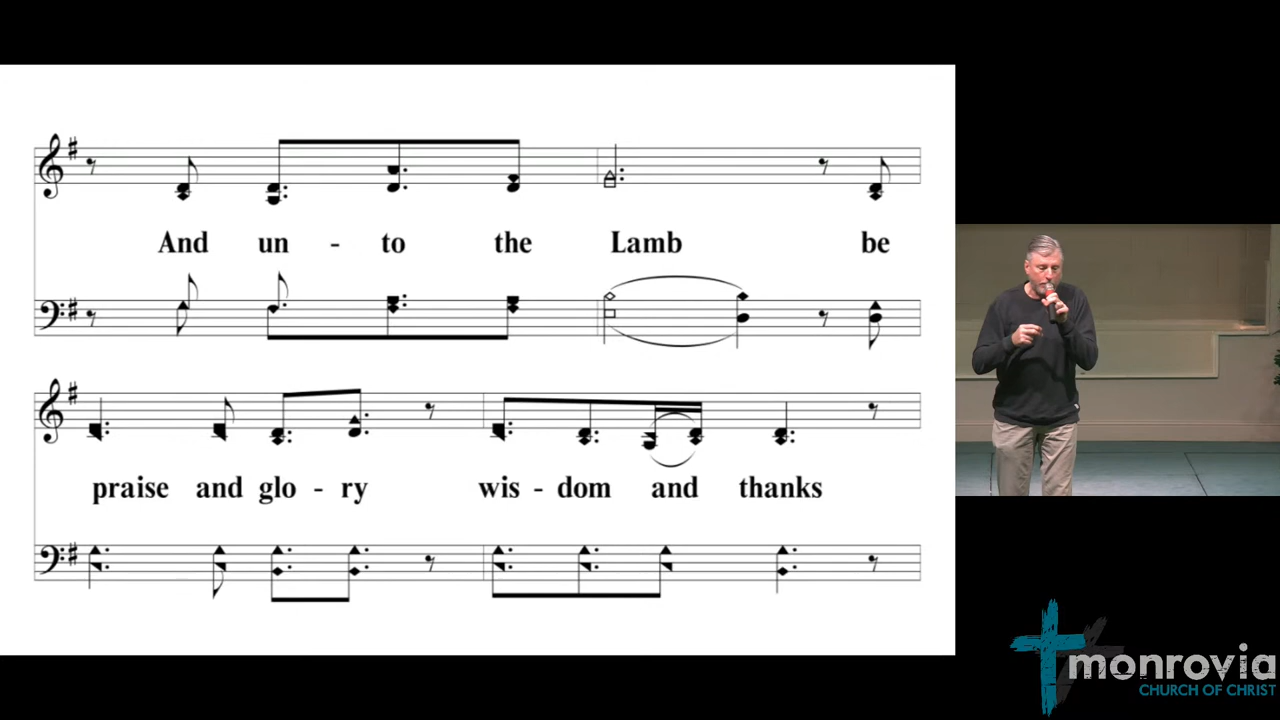 And un - to the Lamb be
praise and glo - ry wis - dom and thanks
monrovia
CHURCH OF CHRIST